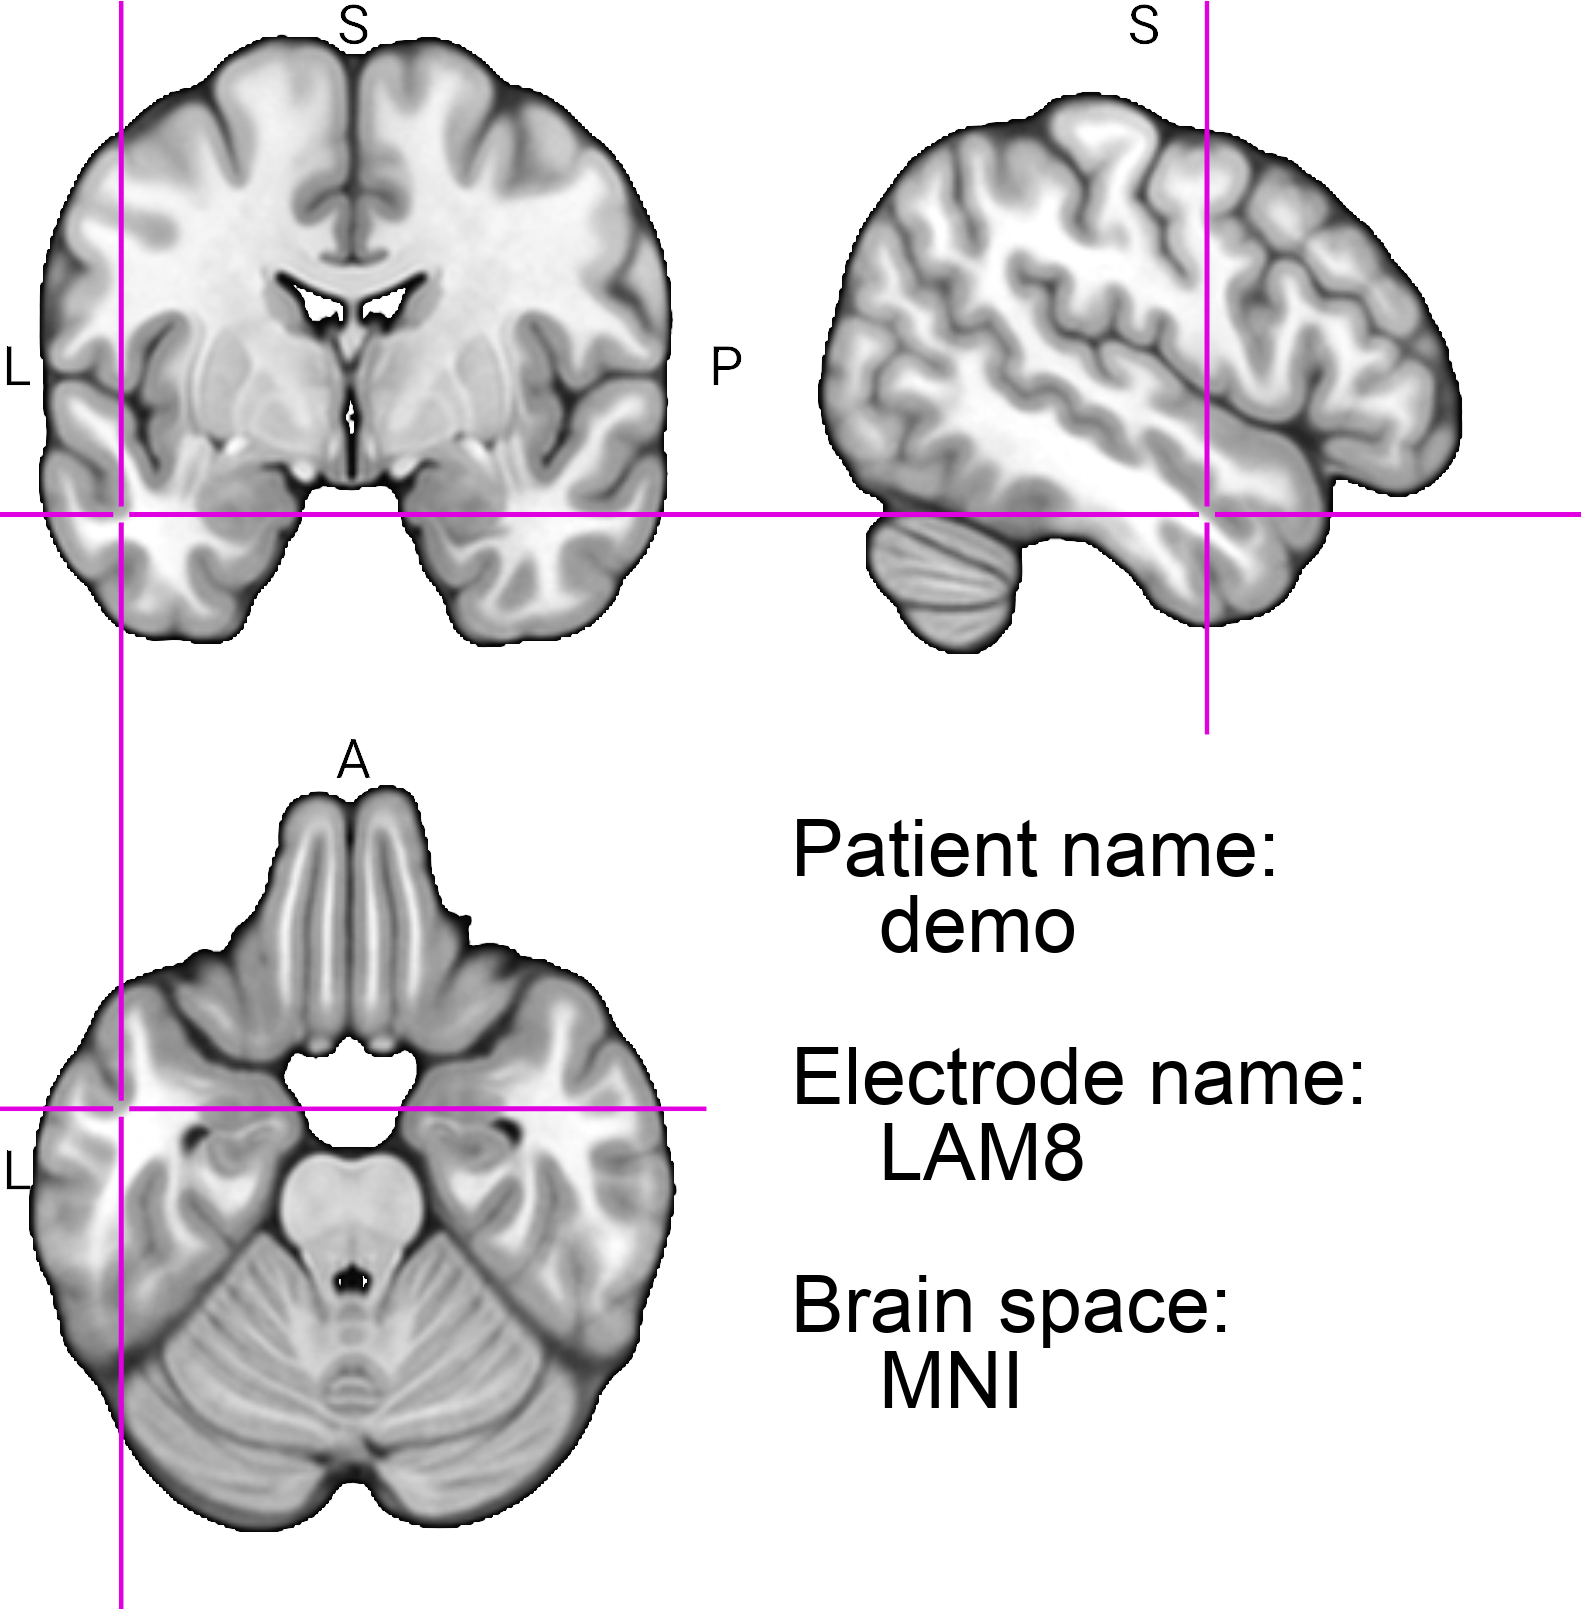 S
S
L
P
A
L
Patient name:
demo
Electrode name:
LAM8
Brain space:
MNI